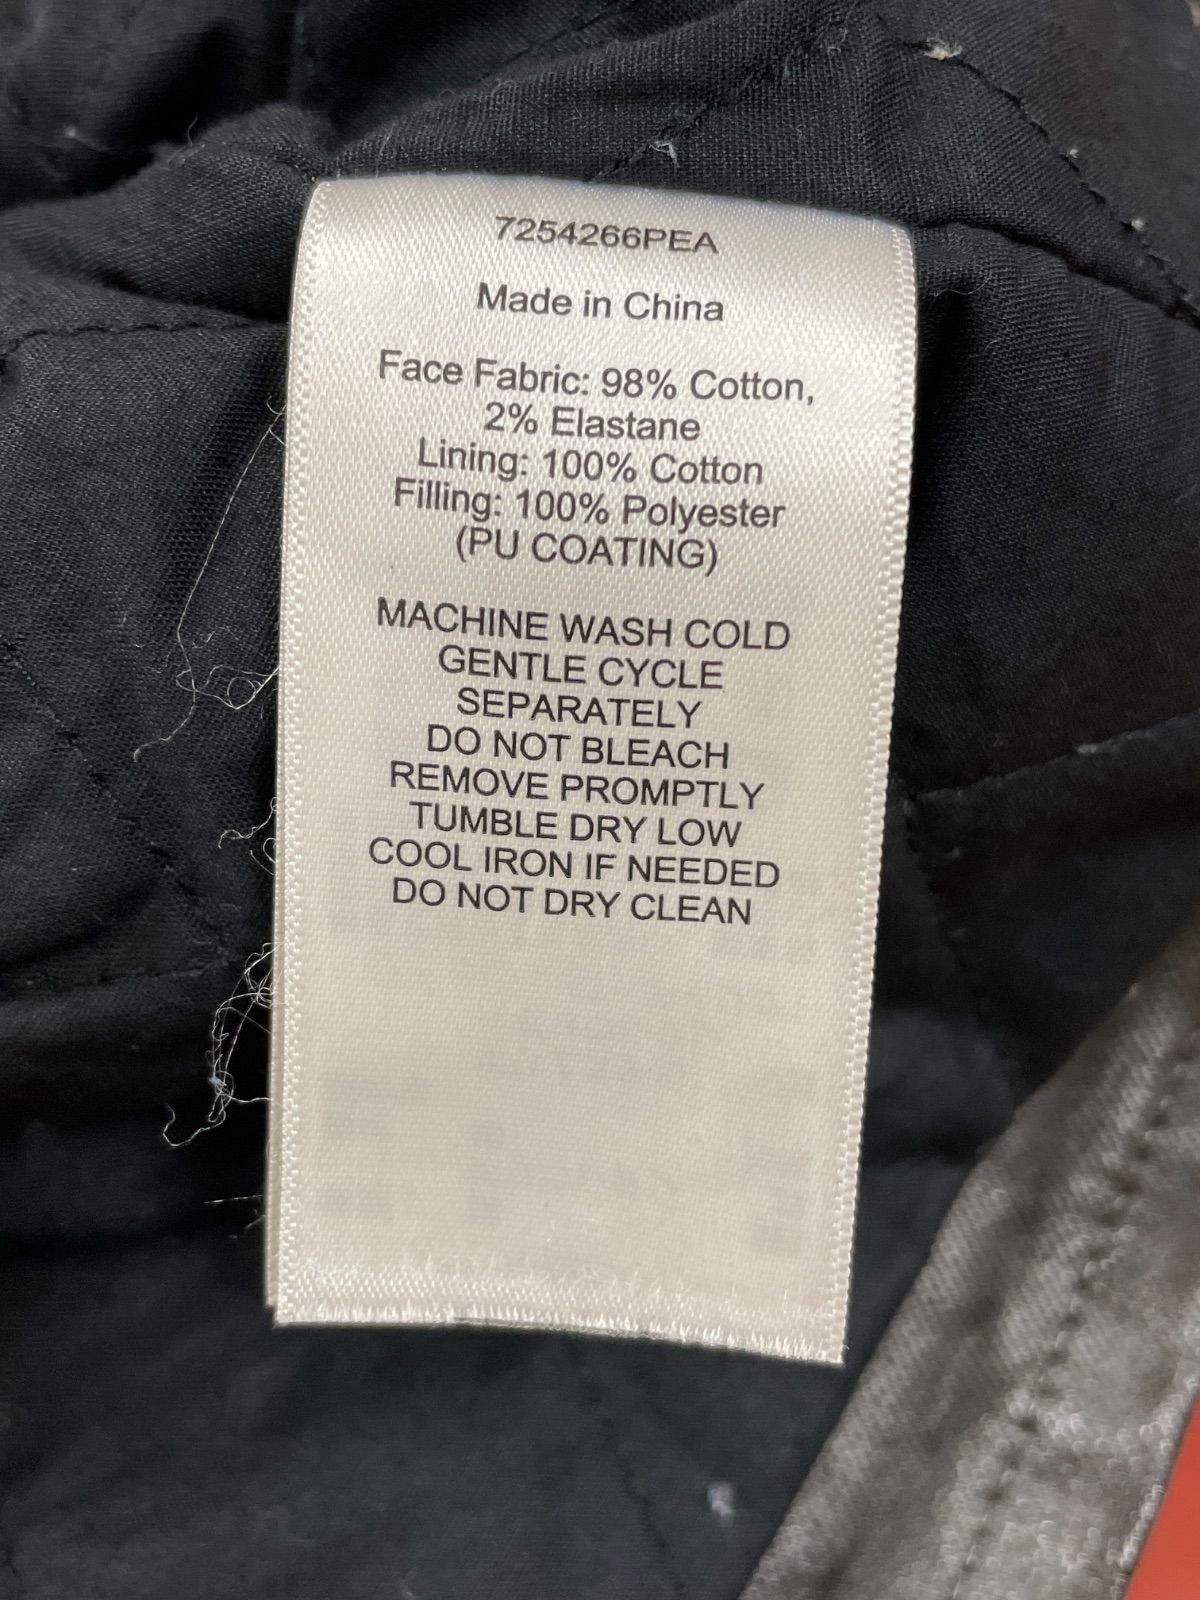 7254266PEA
Made in China
Face Fabric: 98% Cotton,
2% Elastane
Lining: 100% Cotton
Filling: 100% Polyester
(PU COATING)
MACHINE WASH COLD
GENTLE CYCLE
SEPARATELY
DO NOT BLEACH
REMOVE PROMPTLY
TUMBLE DRY LOW
COOL IRON IF NEEDED
DO NOT DRY CLEAN